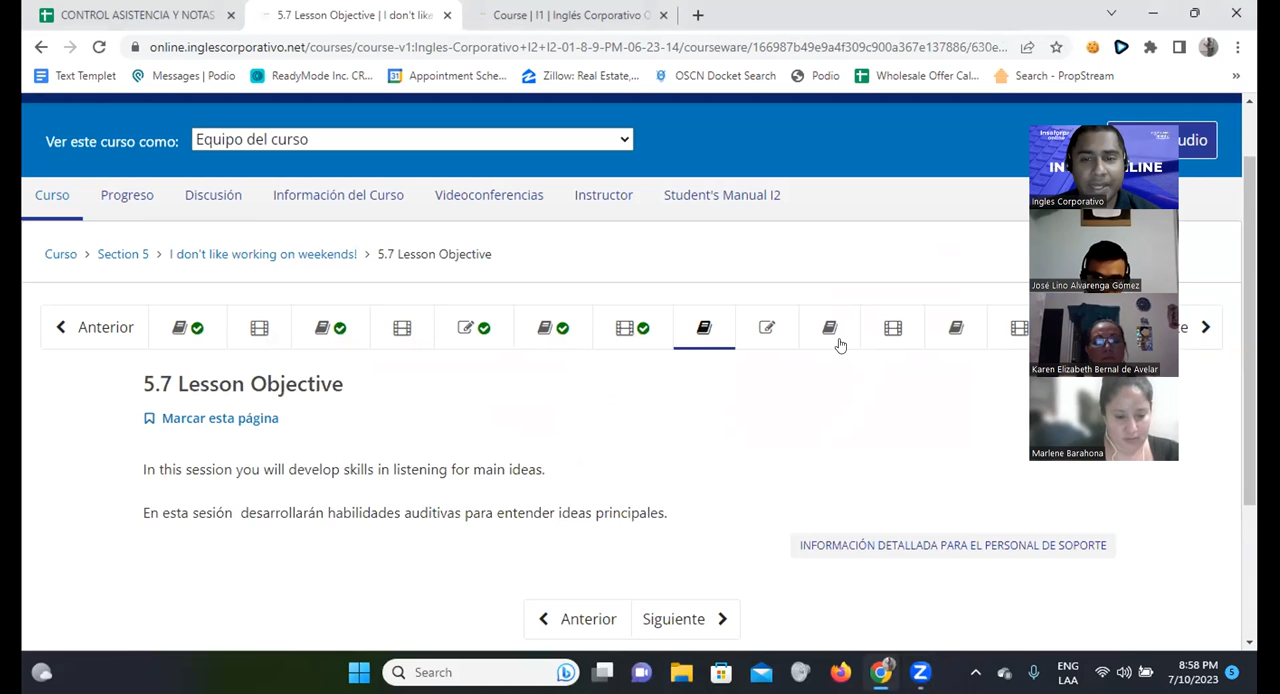 CONTROL ASISTENCIA Y NOTAS
5.7 Lesson Objective | I don't like
Course | I1 | Inglés Corporativo O
online.inglescorporativo.net/courses/course-v1:Ingles-Corporativo+I2+I2-01-8-9-PM-06-23-14/courseware/166987b49e9a4f309c900a367e137886/630e...
Text Templet
Messages | Podio
ReadyMode Inc. CR...
Appointment Sche...
Zillow: Real Estate,...
OSCN Docket Search
Podio
Wholesale Offer Cal...
Search - PropStream
»
Ver este curso como:
Equipo del curso
udio
Curso
Progreso
Discusión
Información del Curso
Videoconferencias
Instructor
Student's Manual I2
IN LINE
Ingles Corporativo
Curso > Section 5 > I don't like working on weekends! > 5.7 Lesson Objective
José Lino Alvarenga Gómez
Anterior
e
Karen Elizabeth Bernal de Avelar
5.7 Lesson Objective
Marcar esta página
Marlene Barahona
In this session you will develop skills in listening for main ideas.
En esta sesión desarrollarán habilidades auditivas para entender ideas principales.
INFORMACIÓN DETALLADA PARA EL PERSONAL DE SOPORTE
Anterior
Siguiente
Search
ENG
LAA
8:58 PM
7/10/2023
5